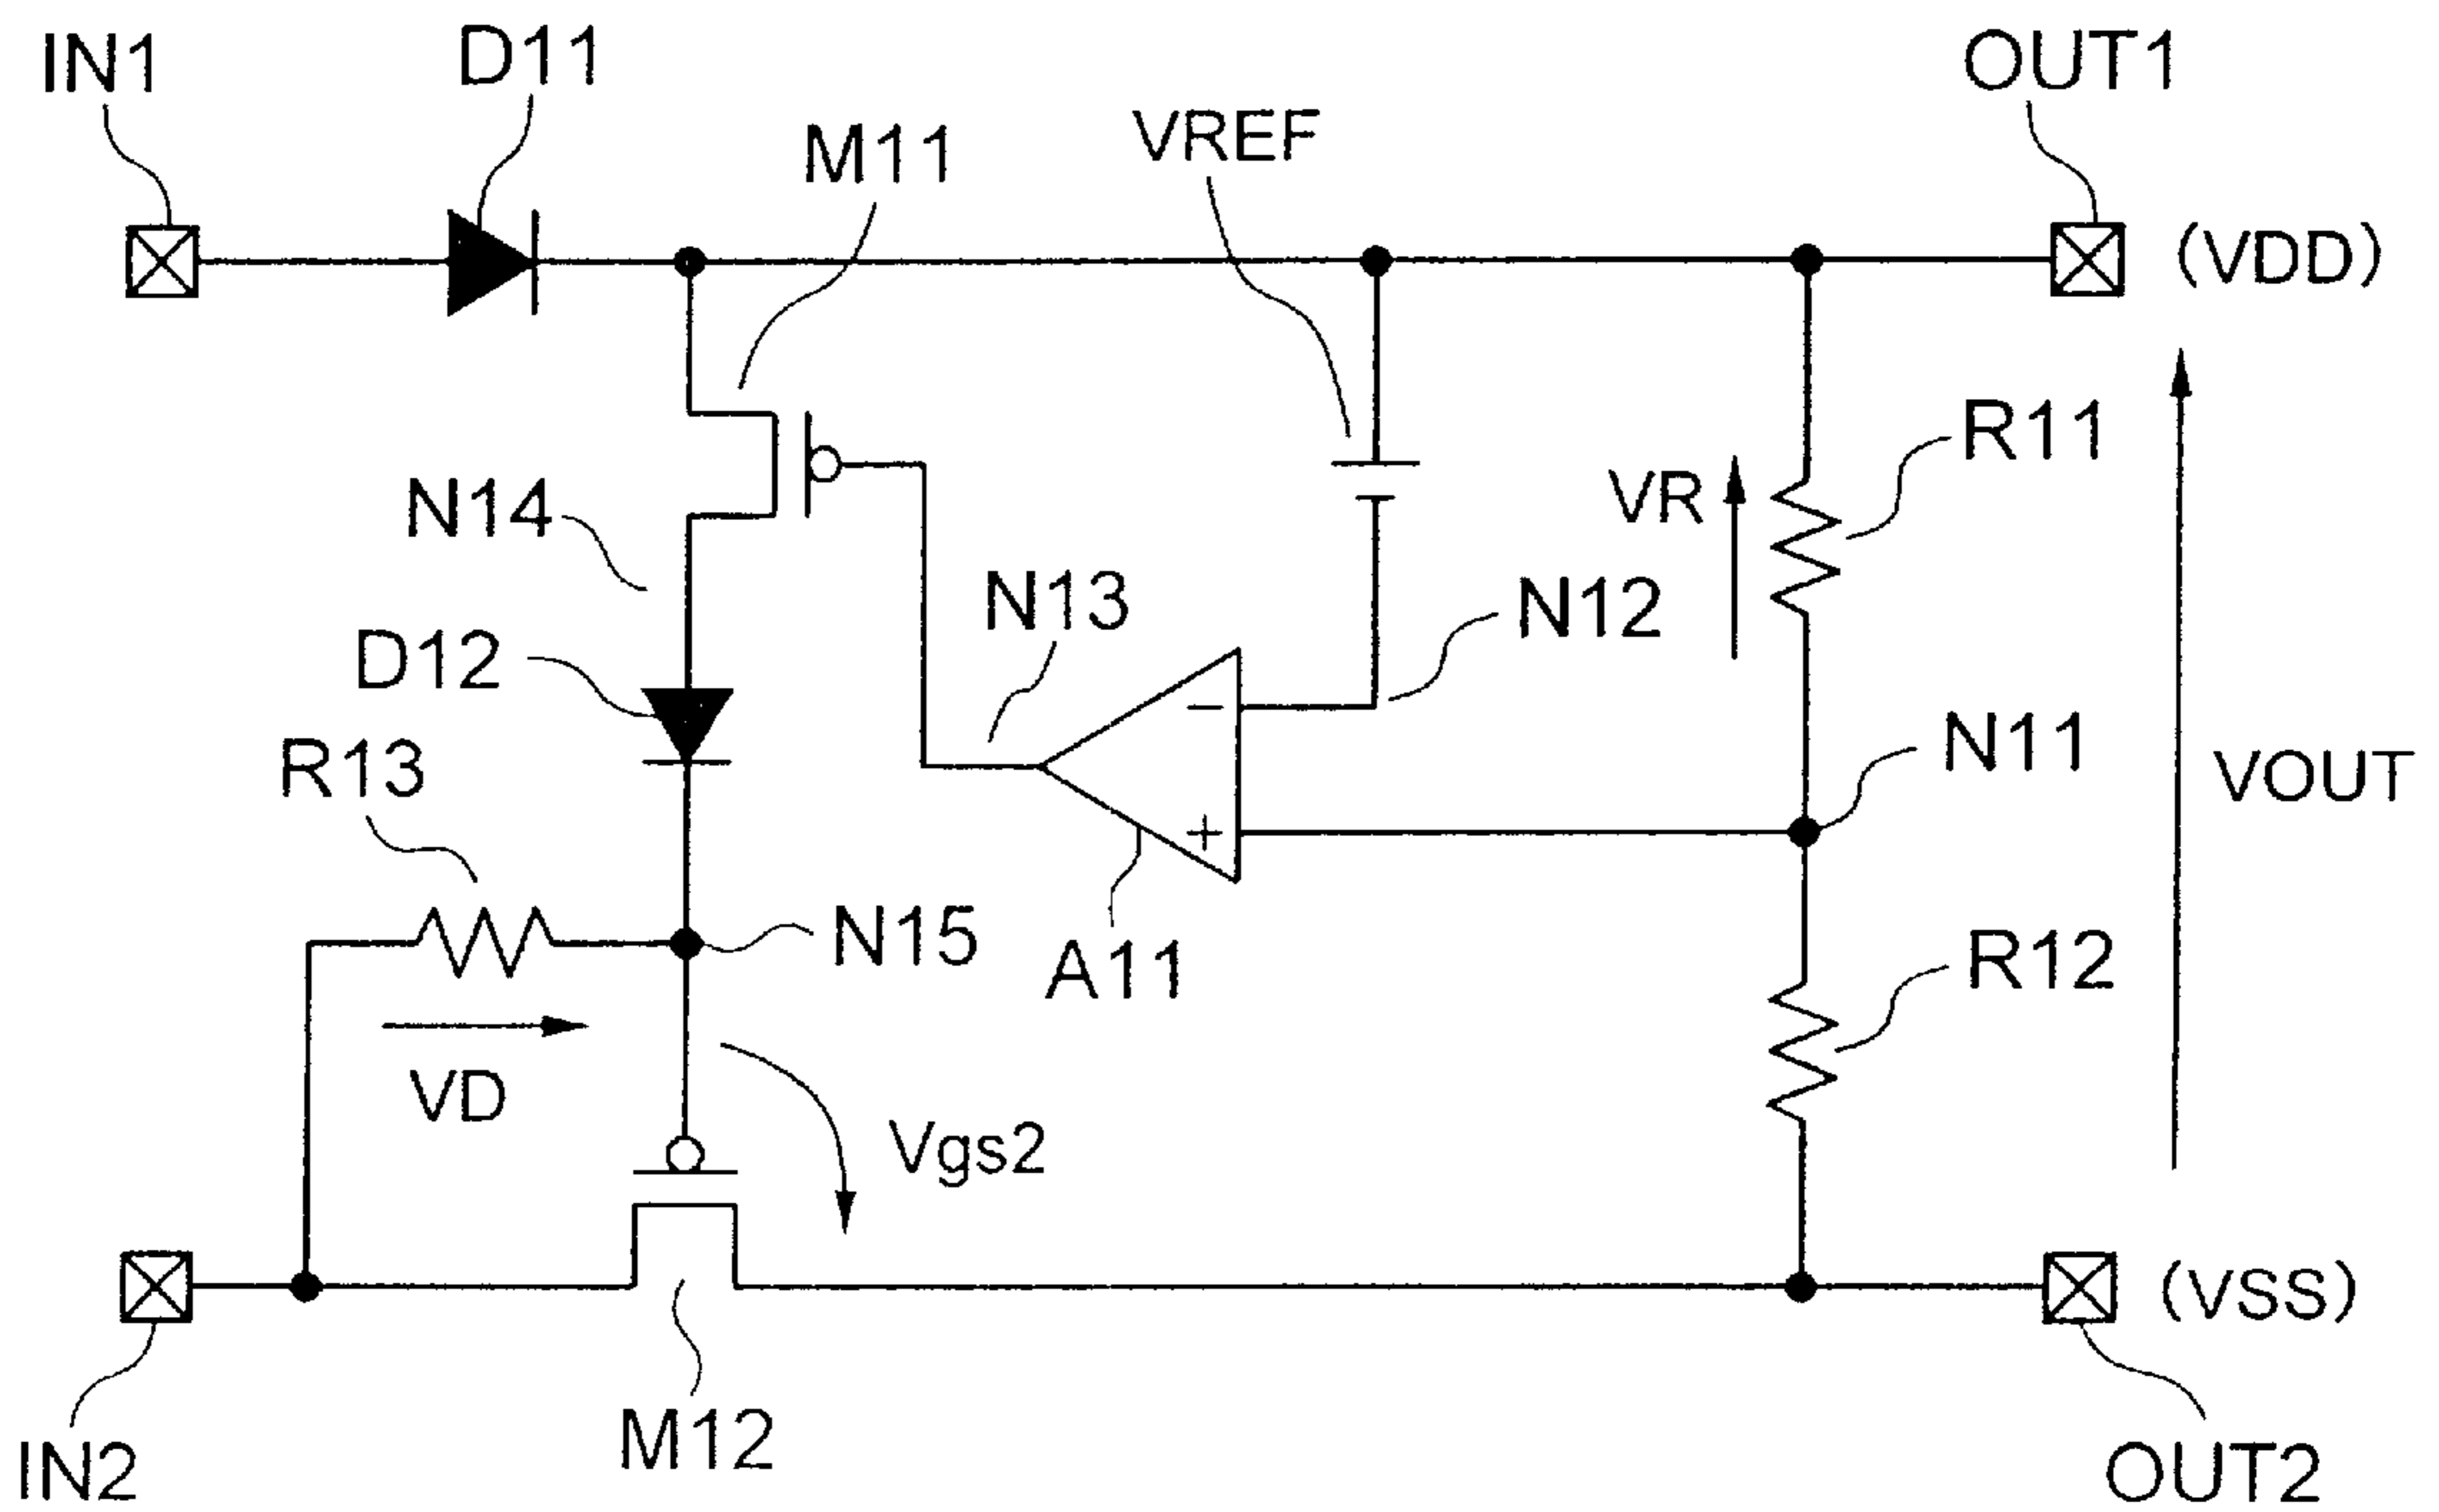 IN1
D11
M11
VREF
OUT1
(VDD)
R11
VR
N14
N13
N12
D12
R13
N11
VOUT
N15
A11
R12
VD
Vgs2
−
+
(VSS)
M12
IN2
OUT2